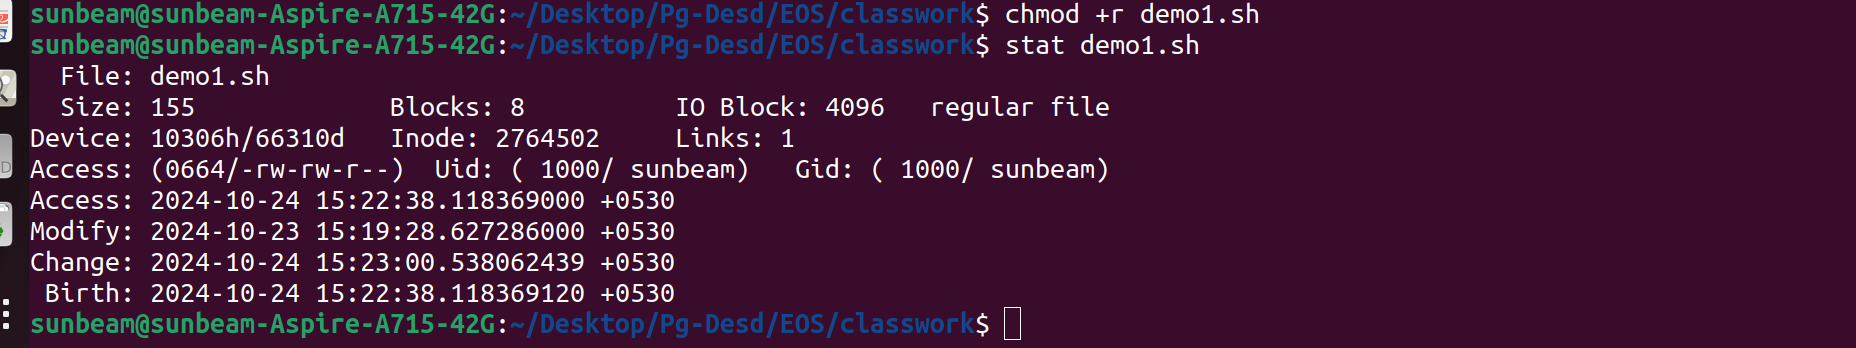 sunbeam@sunbeam-Aspire-A715-42G:~/Desktop/Pg-Desd/EOS/classwork$ chmod +r demo1.sh
sunbeam@sunbeam-Aspire-A715-42G:~/Desktop/Pg-Desd/EOS/classwork$ stat demo1.sh
  File: demo1.sh
  Size: 155             Blocks: 8          IO Block: 4096   regular file
Device: 10306h/66310d   Inode: 2764502     Links: 1
Access: (0664/-rw-rw-r--)  Uid: ( 1000/ sunbeam)   Gid: ( 1000/ sunbeam)
Access: 2024-10-24 15:22:38.118369000 +0530
Modify: 2024-10-23 15:19:28.627286000 +0530
Change: 2024-10-24 15:23:00.538062439 +0530
 Birth: 2024-10-24 15:22:38.118369120 +0530
sunbeam@sunbeam-Aspire-A715-42G:~/Desktop/Pg-Desd/EOS/classwork$